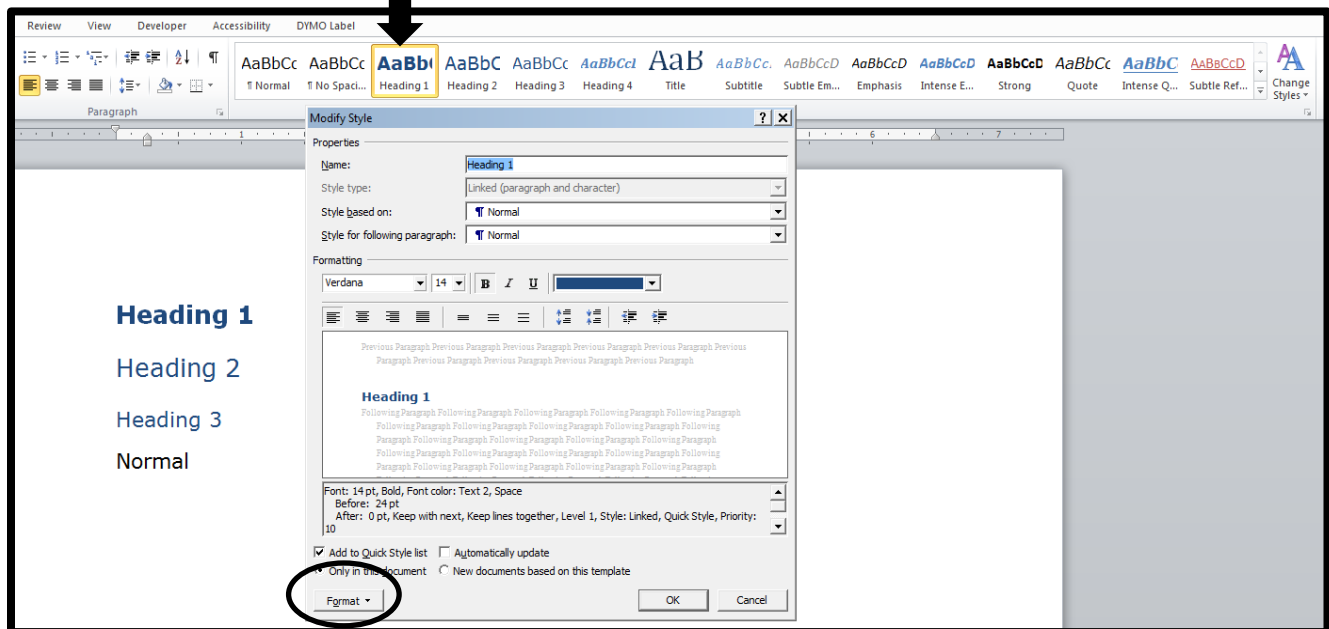 Review View Developer Accessibility DYMO Label
AaBbCc AaBbCc AaBb( AaBbC AaBbCc AaBbCcI AaB AaBbCc. AaBbCcD AaBbCcD AaBbCcD AaBbCcD AaBbCc AaBbC AABBCCD
¶ Normal ¶ No Spaci... Heading 1 Heading 2 Heading 3 Heading 4 Title Subtitle Subtle Em... Emphasis Intense E... Strong Quote Intense Q... Subtle Ref... Change
Styles
Paragraph
1 6 7
Modify Style ? X
Properties
Name: Heading 1
Style type: Linked (paragraph and character)
Style based on: ¶ Normal
Style for following paragraph: ¶ Normal
Formatting
Verdana 14 B I U
Previous Paragraph Previous Paragraph Previous Paragraph Previous Paragraph Previous Paragraph Previous
Paragraph Previous Paragraph Previous Paragraph Previous Paragraph Previous Paragraph
Heading 1
Following Paragraph Following Paragraph Following Paragraph Following Paragraph Following Paragraph
Following Paragraph Following Paragraph Following Paragraph Following Paragraph Following
Paragraph Following Paragraph Following Paragraph Following Paragraph Following Paragraph
Following Paragraph Following Paragraph Following Paragraph Following Paragraph Following
Paragraph Following Paragraph Following Paragraph Following Paragraph Following Paragraph
Font: 14 pt, Bold, Font color: Text 2, Space
Before: 24 pt
After: 0 pt, Keep with next, Keep lines together, Level 1, Style: Linked, Quick Style, Priority:
10
Add to Quick Style list Automatically update
Only in this document New documents based on this template
Format OK Cancel
Heading 1
Heading 2
Heading 3
Normal